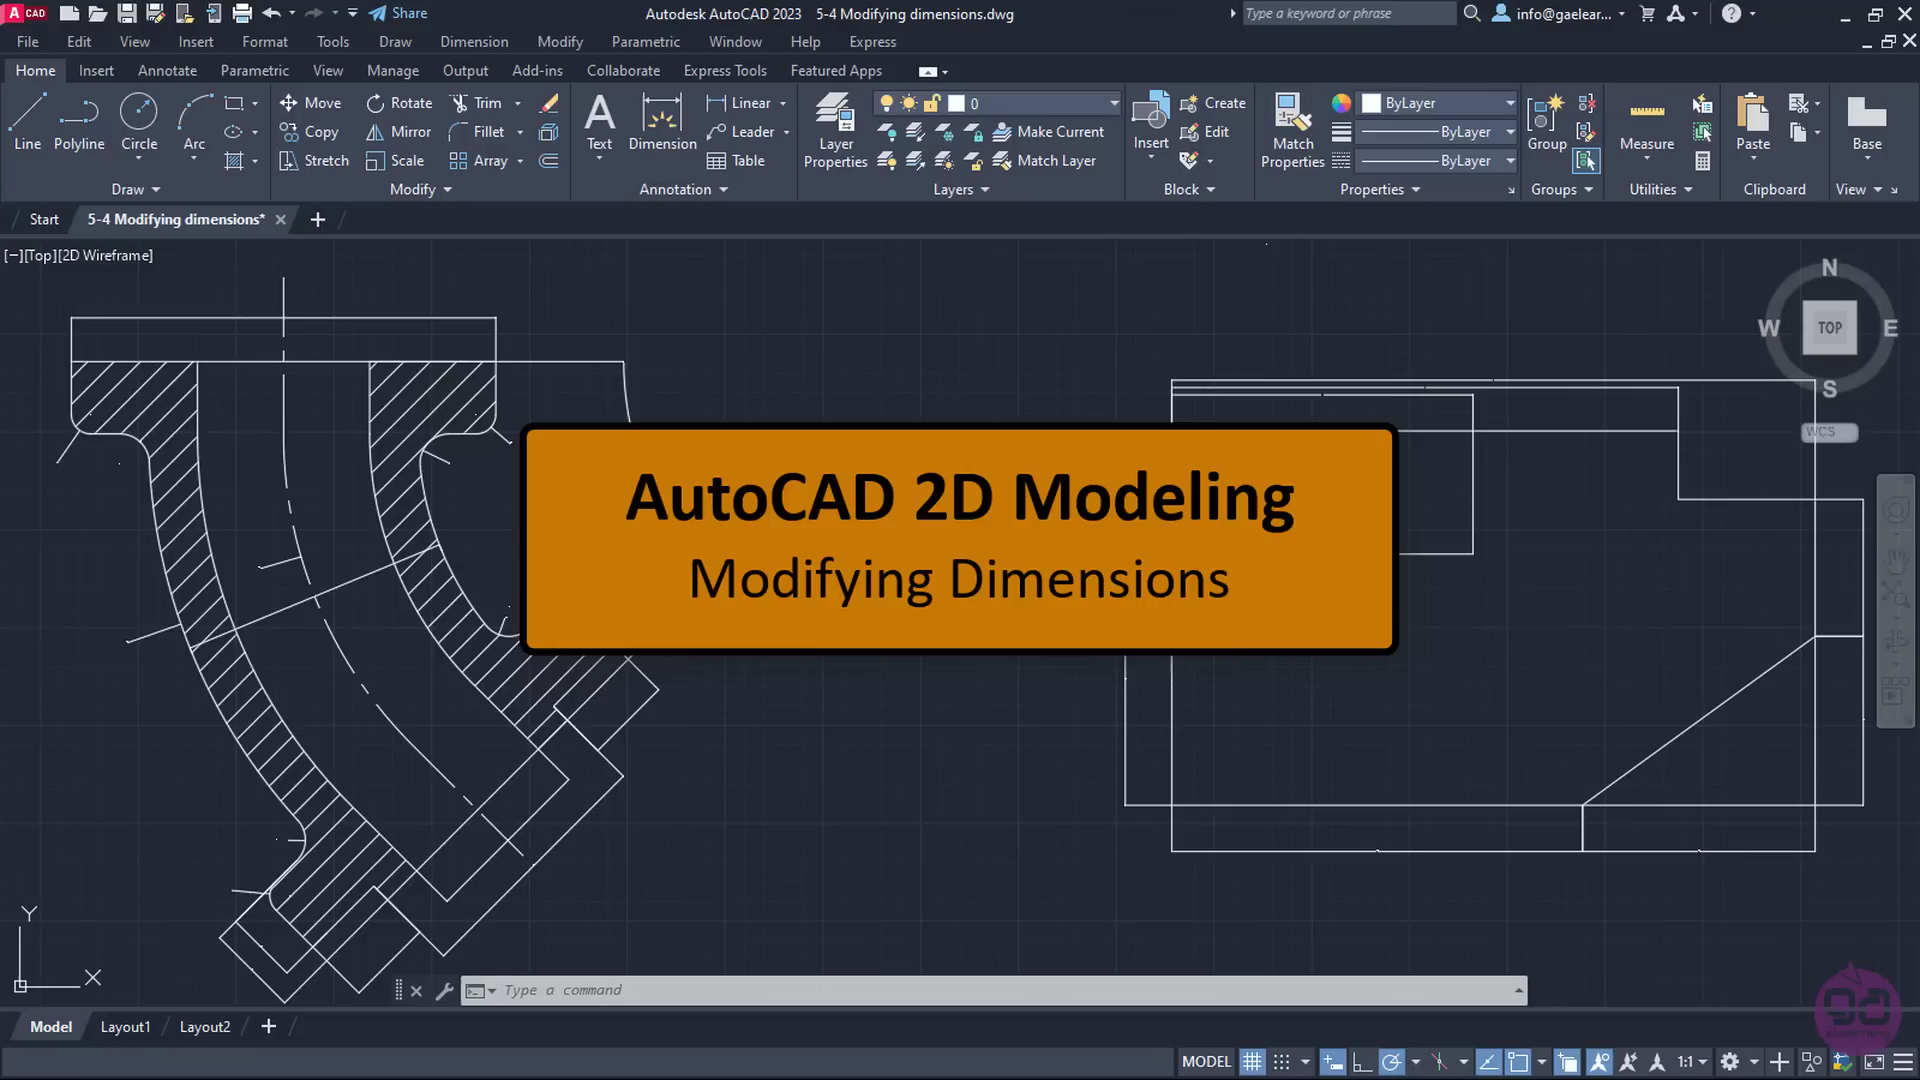 CAD
Share
Autodesk AutoCAD 2023 5-4 Modifying dimensions.dwg
Type a keyword or phrase
info@gaelear...
File Edit View Insert Format Tools Draw Dimension Modify Parametric Window Help Express
Home Insert Annotate Parametric View Manage Output Add-ins Collaborate Express Tools Featured Apps
Line Polyline Circle Arc
Move Rotate Trim
Copy Mirror Fillet
Stretch Scale Array
Text Dimension
Linear
Leader
Table
Layer Properties
0
Make Current
Match Layer
Insert
Create
Edit
Match Properties
ByLayer
ByLayer
ByLayer
Group
Measure
Paste
Base
Draw Modify Annotation Layers Block Properties Groups Utilities Clipboard View
Start 5-4 Modifying dimensions*
[−][Top][2D Wireframe]
N
W TOP E
S
WCS
AutoCAD 2D Modeling
Modifying Dimensions
Y
X
Type a command
Model Layout1 Layout2
MODEL 1:1